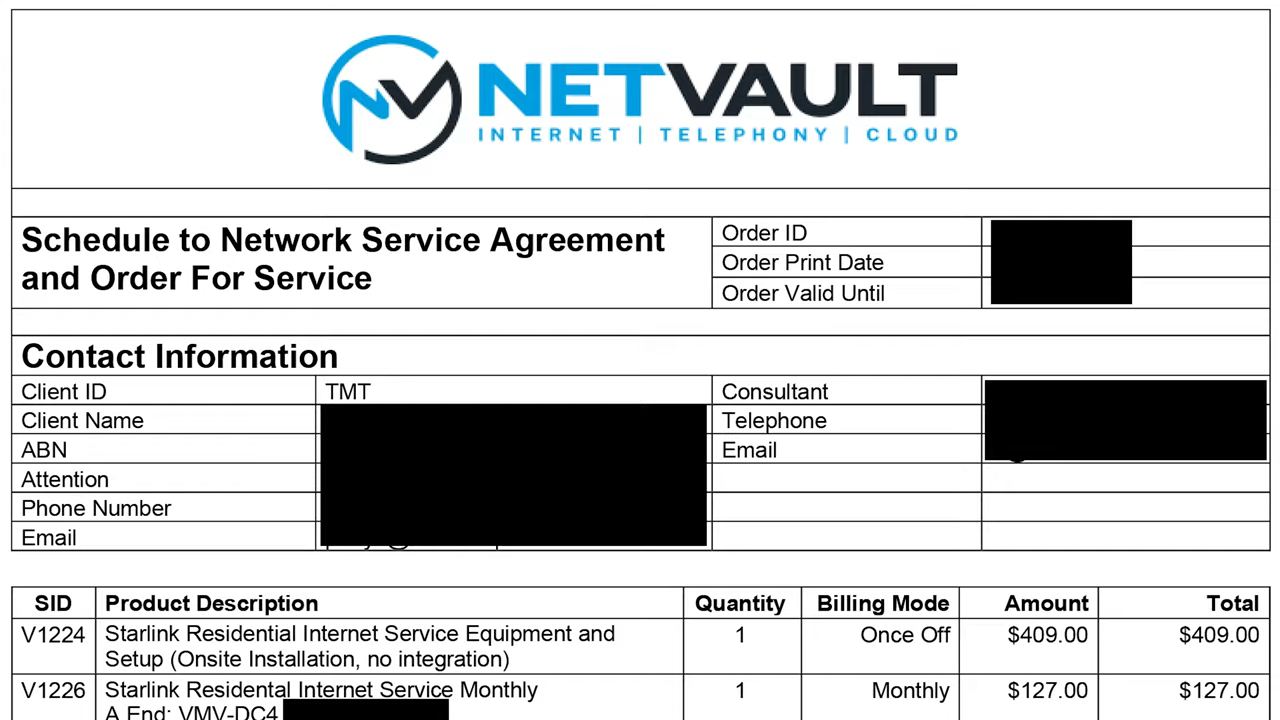 NV NETVAULT
INTERNET | TELEPHONY | CLOUD
Schedule to Network Service Agreement
and Order For Service
Order ID
Order Print Date
Order Valid Until
Contact Information
Client ID TMT Consultant
Client Name Telephone
ABN Email
Attention
Phone Number
Email
SID Product Description Quantity Billing Mode Amount Total
V1224 Starlink Residential Internet Service Equipment and 1 Once Off $409.00 $409.00
Setup (Onsite Installation, no integration)
V1226 Starlink Residental Internet Service Monthly 1 Monthly $127.00 $127.00
A End: VMV-DC4